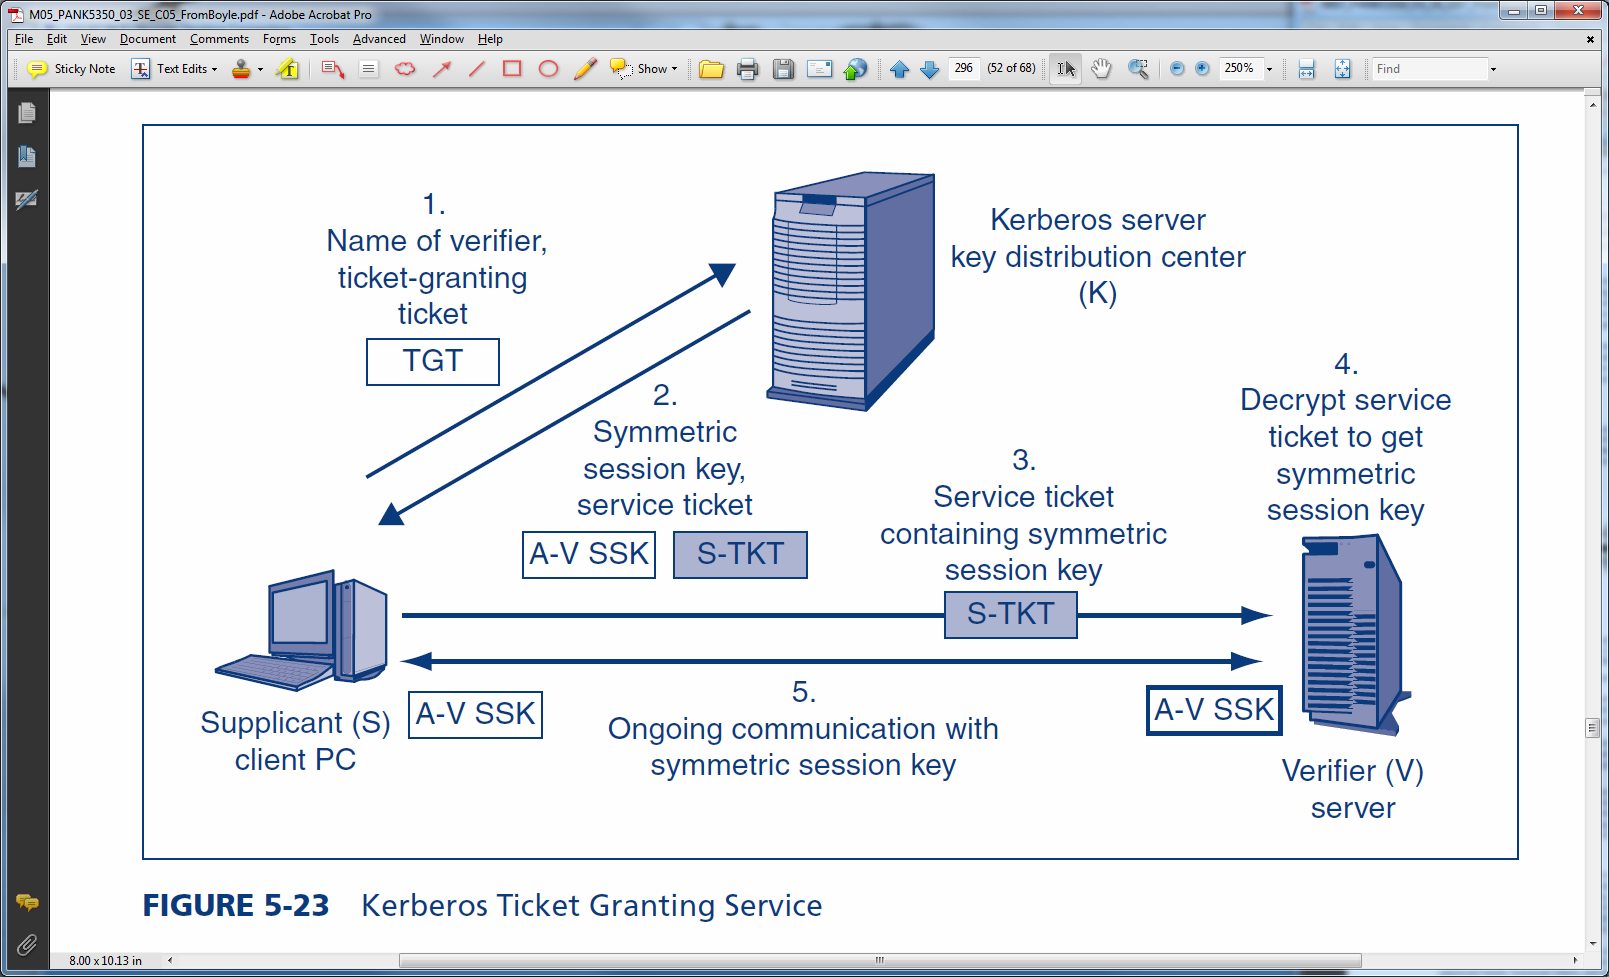 M05_PANK5350_03_SE_C05_FromBoyle.pdf - Adobe Acrobat Pro
File Edit View Document Comments Forms Tools Advanced Window Help
Sticky Note Text Edits Show 296 (52 of 68) 250% Find
1.
Name of verifier,
ticket-granting
ticket
TGT
Kerberos server
key distribution center
(K)
2.
Symmetric
session key,
service ticket
A-V SSK S-TKT
3.
Service ticket
containing symmetric
session key
S-TKT
4.
Decrypt service
ticket to get
symmetric
session key
Supplicant (S)
client PC
A-V SSK
5.
Ongoing communication with
symmetric session key
A-V SSK
Verifier (V)
server
FIGURE 5-23 Kerberos Ticket Granting Service
8.00 x 10.13 in